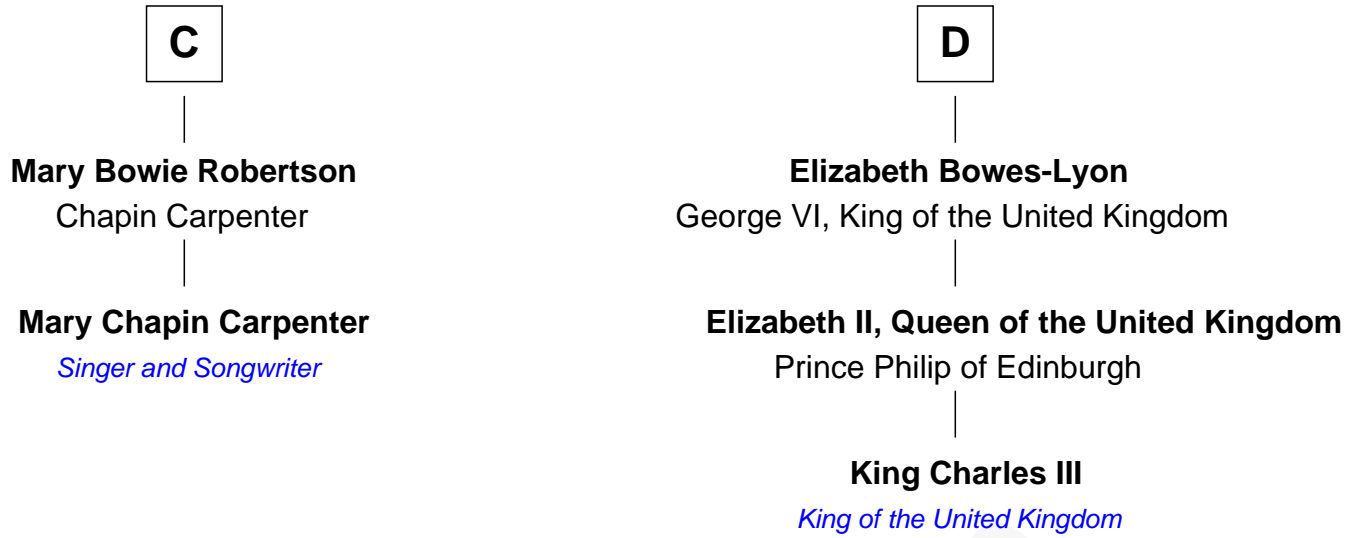 C
Mary Bowie Robertson
Chapin Carpenter
Mary Chapin Carpenter
Singer and Songwriter
D
Elizabeth Bowes-Lyon
George VI, King of the United Kingdom
Elizabeth II, Queen of the United Kingdom
Prince Philip of Edinburgh
King Charles III
King of the United Kingdom